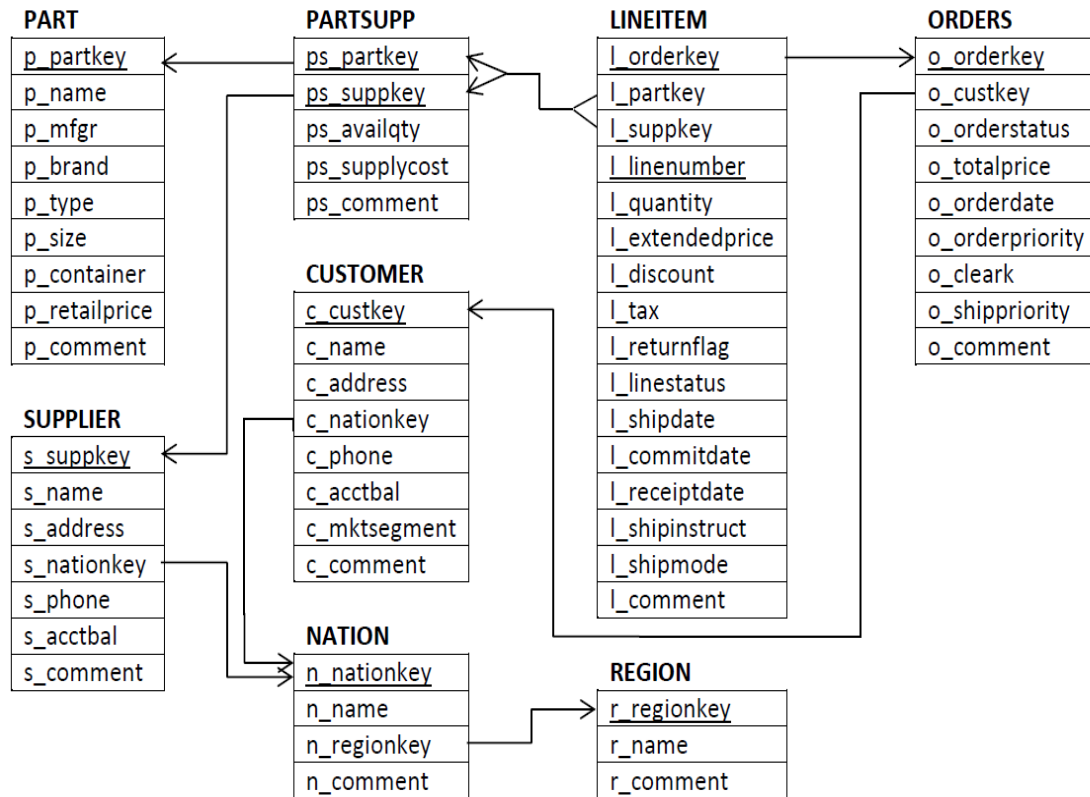 PART
p_partkey
p_name
p_mfgr
p_brand
p_type
p_size
p_container
p_retailprice
p_comment
SUPPLIER
s_suppkey
s_name
s_address
s_nationkey
s_phone
s_acctbal
s_comment
PARTSUPP
ps_partkey
ps_suppkey
ps_availqty
ps_supplycost
ps_comment
CUSTOMER
c_custkey
c_name
c_address
c_nationkey
c_phone
c_acctbal
c_mktsegment
c_comment
NATION
n_nationkey
n_name
n_regionkey
n_comment
LINEITEM
l_orderkey
l_partkey
l_suppkey
l_linenumber
l_quantity
l_extendedprice
l_discount
l_tax
l_returnflag
l_linestatus
l_shipdate
l_commitdate
l_receiptdate
l_shipinstruct
l_shipmode
l_comment
REGION
r_regionkey
r_name
r_comment
ORDERS
o_orderkey
o_custkey
o_orderstatus
o_totalprice
o_orderdate
o_orderpriority
o_cleark
o_shippriority
o_comment